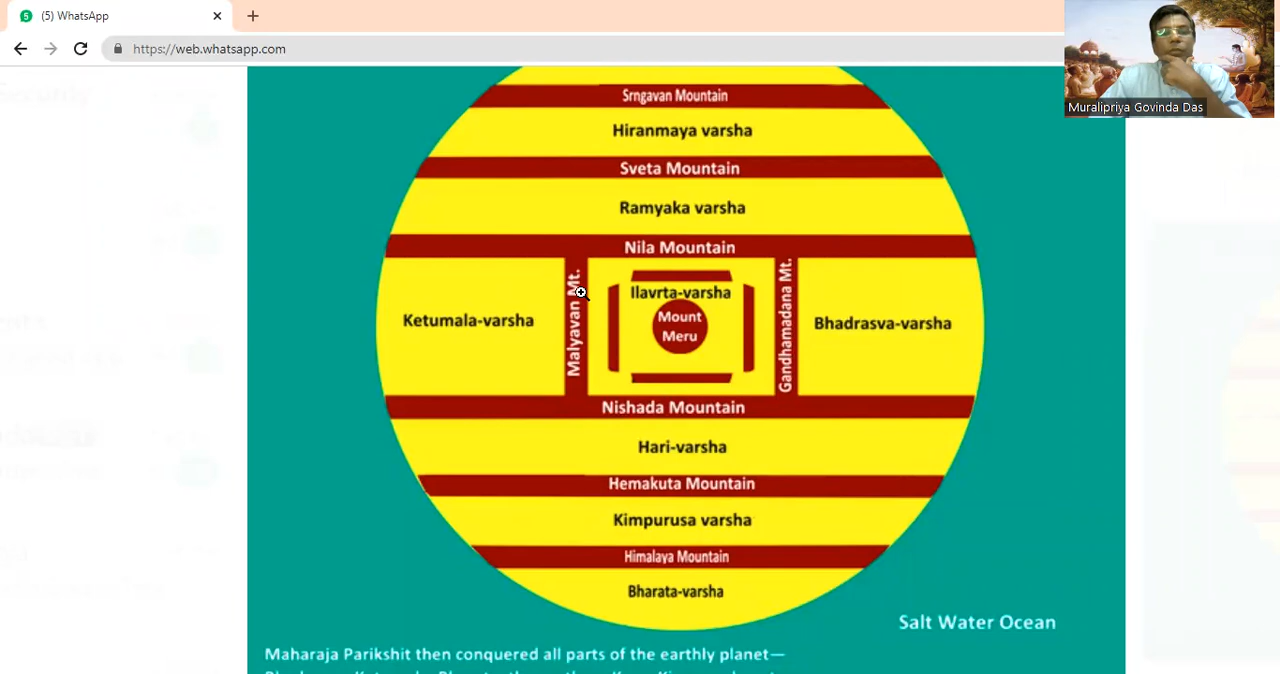 (5) WhatsApp
https://web.whatsapp.com
Muralipriya Govinda Das
Srngavan Mountain
Hiranmaya varsha
Sveta Mountain
Ramyaka varsha
Nila Mountain
Ketumala-varsha
Malyavan Mt.
Ilavrta-varsha
Mount
Meru
Gandhamadana Mt.
Bhadrasva-varsha
Nishada Mountain
Hari-varsha
Hemakuta Mountain
Kimpurusa varsha
Himalaya Mountain
Bharata-varsha
Salt Water Ocean
Maharaja Parikshit then conquered all parts of the earthly planet—